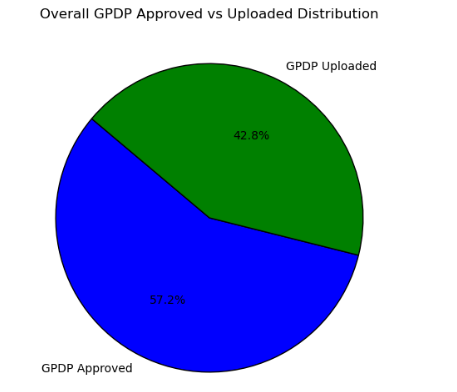 Overall GPDP Approved vs Uploaded Distribution
GPDP Uploaded
42.8%
57.2%
GPDP Approved